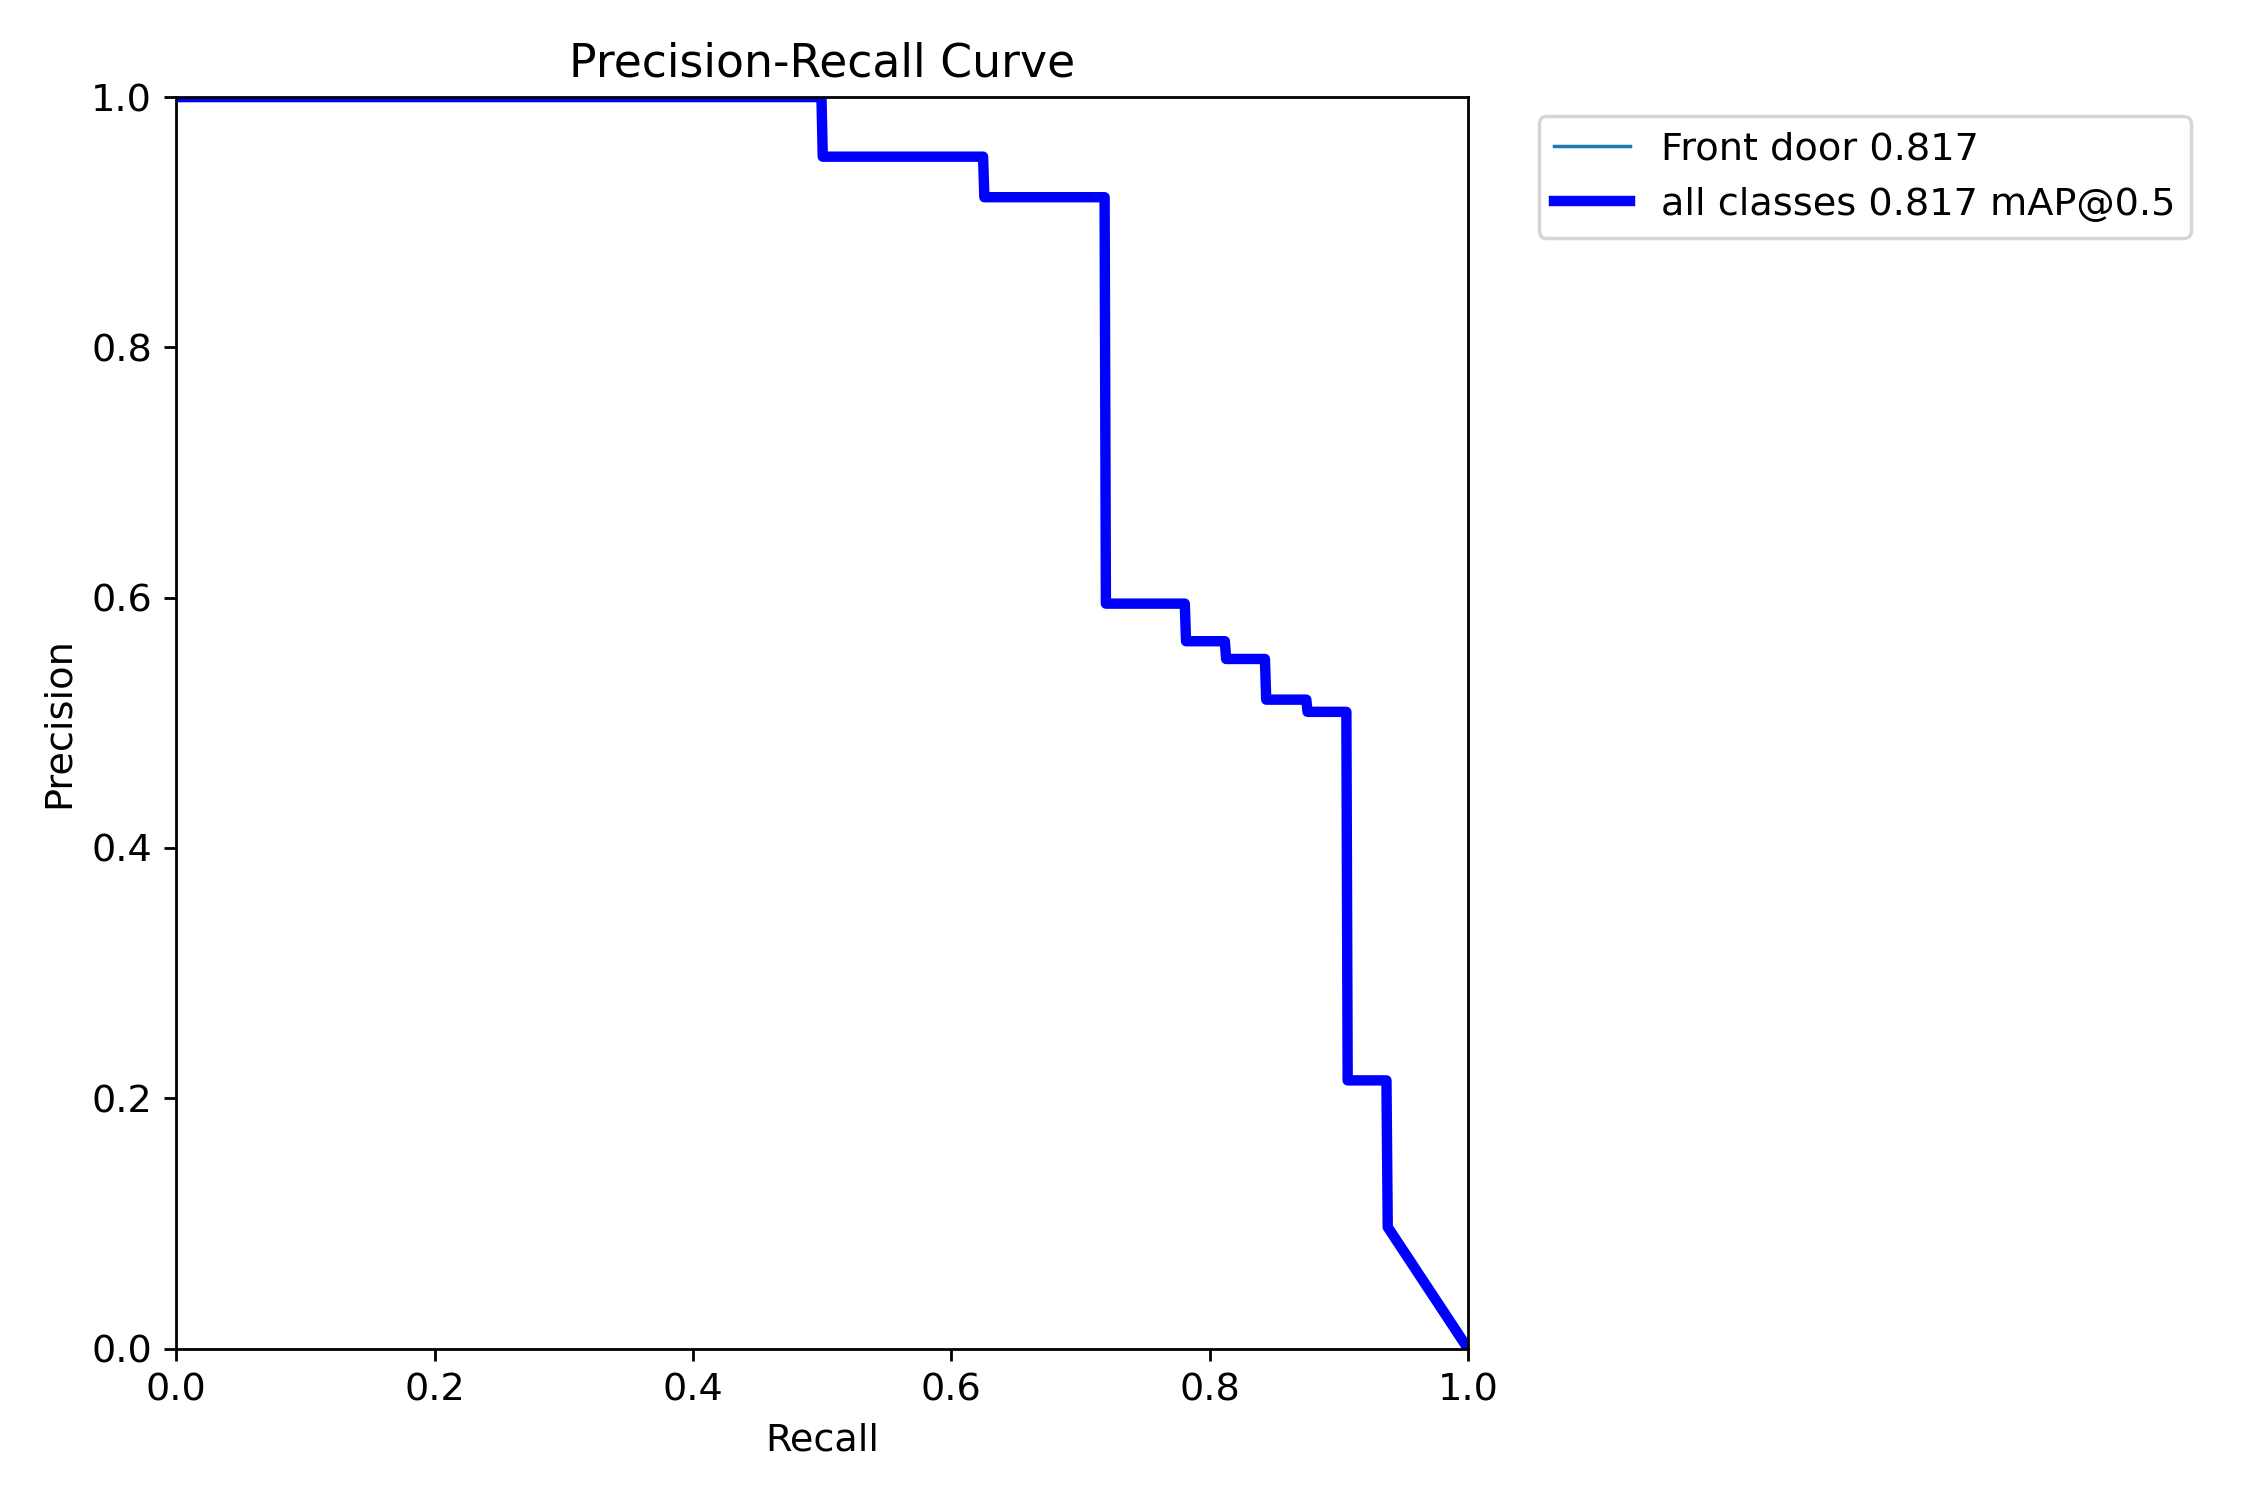 Precision-Recall Curve
1.0
0.8
0.6
0.4
0.2
0.0
Precision
0.0 0.2 0.4 0.6 0.8 1.0
Recall
Front door 0.817
all classes 0.817 mAP@0.5